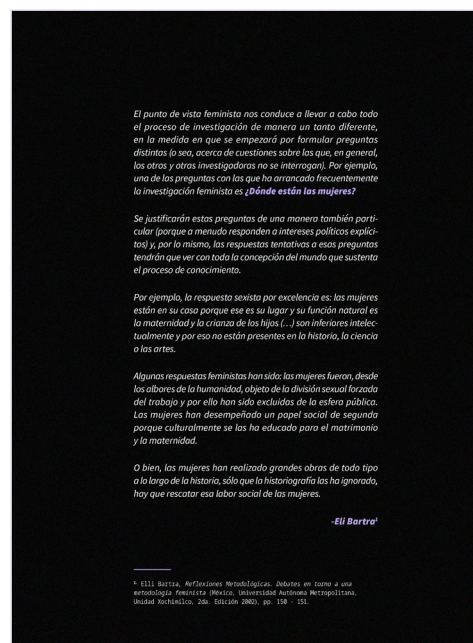 El punto de vista feminista nos conduce a llevar a cabo todo
el proceso de investigación de manera un tanto diferente,
en la medida en que se empezará por formular preguntas
distintas (o sea, acerca de cuestiones sobre las que, en general,
los otros y otras investigadoras no se interrogan). Por ejemplo,
una de las preguntas con las que ha arrancado frecuentemente
la investigación feminista es ¿Dónde están las mujeres?
Se justificarán estas preguntas de una manera también parti-
cular (porque a menudo responden a intereses políticos explíci-
tos) y, por lo mismo, las respuestas tentativas a esas preguntas
tendrán que ver con toda la concepción del mundo que sustenta
el proceso de conocimiento.
Por ejemplo, la respuesta sexista por excelencia es: las mujeres
están en su casa porque ese es su lugar y su función natural es
la maternidad y la crianza de los hijos (...) son inferiores intelec-
tualmente y por eso no están presentes en la historia, la ciencia
o las artes.
Algunas respuestas feministas han sido: las mujeres fueron, desde
los albores de la humanidad, objeto de la división sexual forzada
del trabajo y por ello han sido excluidas de la esfera pública.
Las mujeres han desempeñado un papel social de segunda
porque culturalmente se las ha educado para el matrimonio
y la maternidad.
O bien, las mujeres han realizado grandes obras de todo tipo
a lo largo de la historia, sólo que la historiografía las ha ignorado,
hay que rescatar esa labor social de las mujeres.
-Eli Bartra¹
1. Elli Bartra, Reflexiones Metodológicas. Debates en torno a una
metodología feminista (México, Universidad Autónoma Metropolitana,
Unidad Xochimilco, 2da. Edición 2002), pp. 150 - 151.